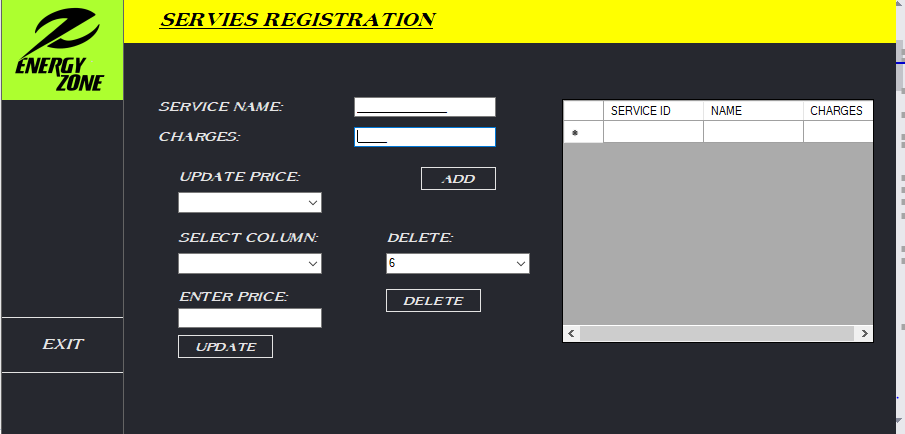 ENERGY
ZONE
SERVIES REGISTRATION
SERVICE NAME:
CHARGES:
UPDATE PRICE:
ADD
SELECT COLUMN:
DELETE:
6
ENTER PRICE:
DELETE
UPDATE
SERVICE ID NAME CHARGES
EXIT